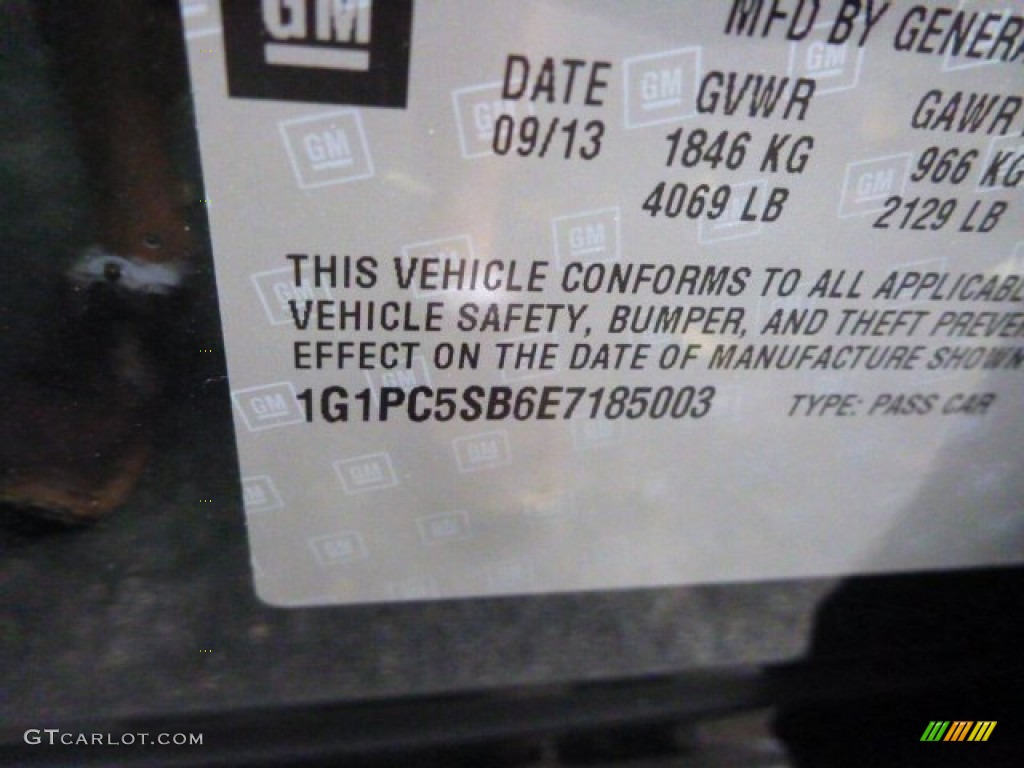 GM
MFD BY GENERA
DATE GVWR GAWR
09/13 1846 KG 966 KG
4069 LB 2129 LB
THIS VEHICLE CONFORMS TO ALL APPLICABL
VEHICLE SAFETY, BUMPER, AND THEFT PREVE
EFFECT ON THE DATE OF MANUFACTURE SHOWN
1G1PC5SB6E7185003 TYPE: PASS CAR
GTCARLOT.COM